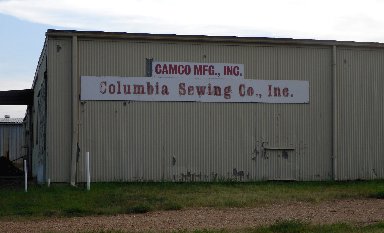 CAMCO MFG., INC.
Columbia Sewing Co., Inc.